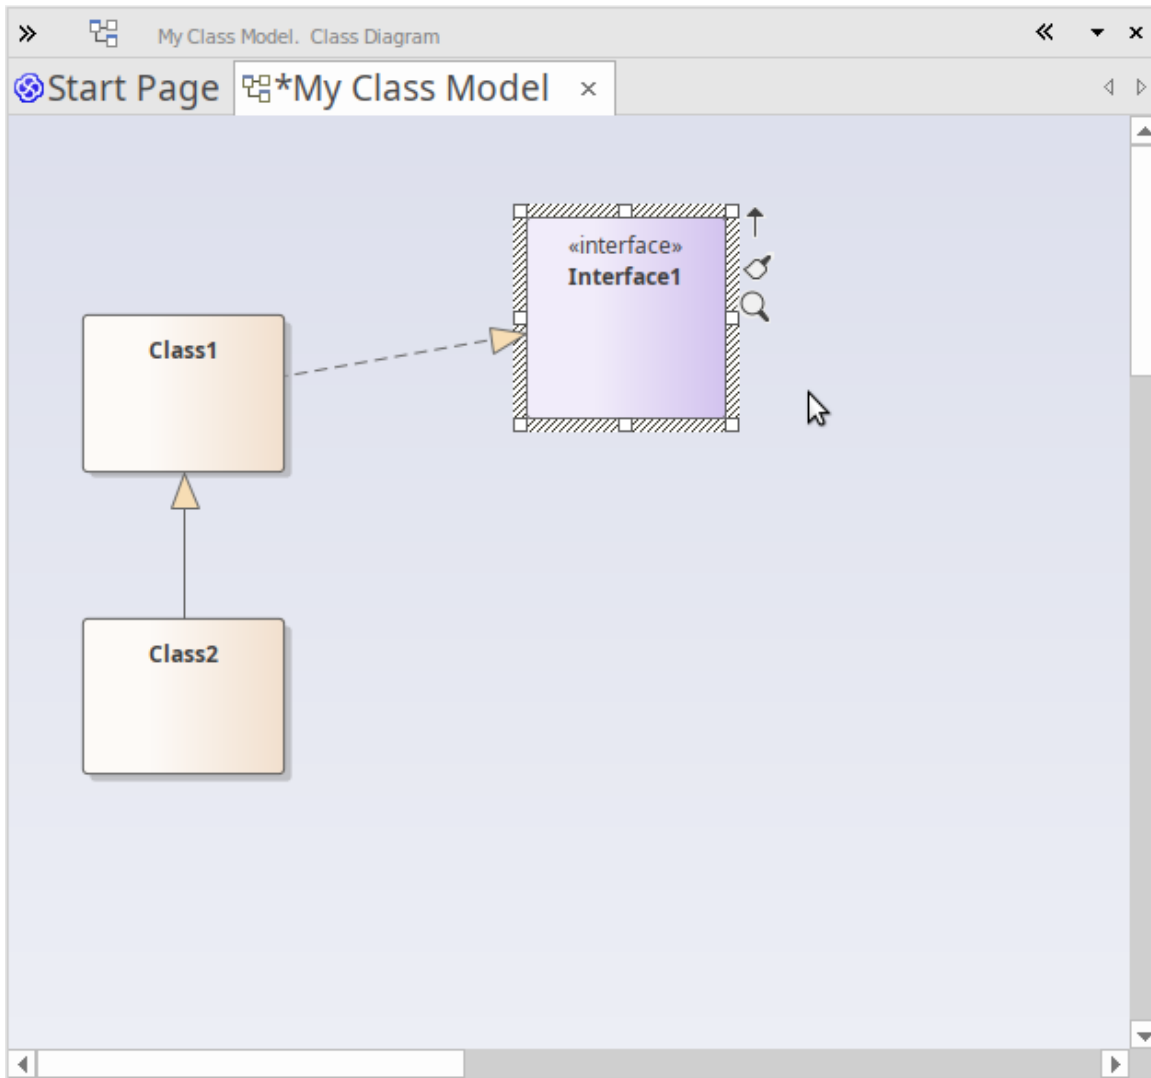 My Class Model. Class Diagram
Start Page
*My Class Model
«interface»
Interface1
Class1
Class2